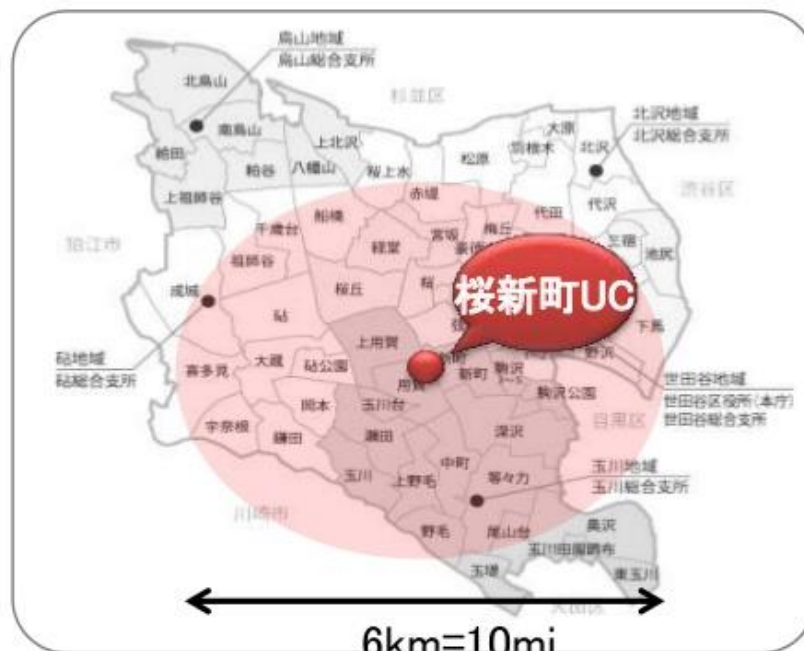 烏山地域
烏山総合支所
北烏山
杉並区
北沢地域
北沢総合支所
南烏山
上北沢
大原
羽根木
北沢
給田
粕谷
八幡山
桜上水
松原
上祖師谷
船橋
赤堤
代田
代沢
渋谷区
千歳台
宮坂
梅丘
三宿
池尻
狛江市
祖師谷
経堂
豪徳
成城
桜丘
桜
桜新町UC
砧
下馬
上用賀
砧地域
砧総合支所
喜多見
大蔵
砧公園
用賀
新町
駒沢
野沢
世田谷地域
世田谷区役所(本庁)
世田谷総合支所
駒沢公園
目黒区
岡本
玉川台
宇奈根
鎌田
瀬田
深沢
中町
玉川
上野毛
等々力
玉川地域
玉川総合支所
川崎市
野毛
尾山台
奥沢
玉川田園調布
玉堤
東玉川
大田区
6km=10mi